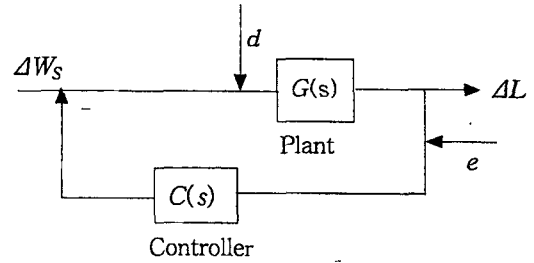 d
ΔW_S
G(s)
ΔL
–
Plant
e
C(s)
Controller